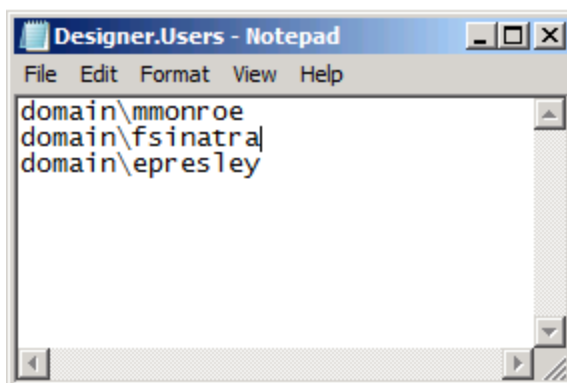 Designer.Users - Notepad
File Edit Format View Help
domain\mmonroe
domain\fsinatra
domain\epresley